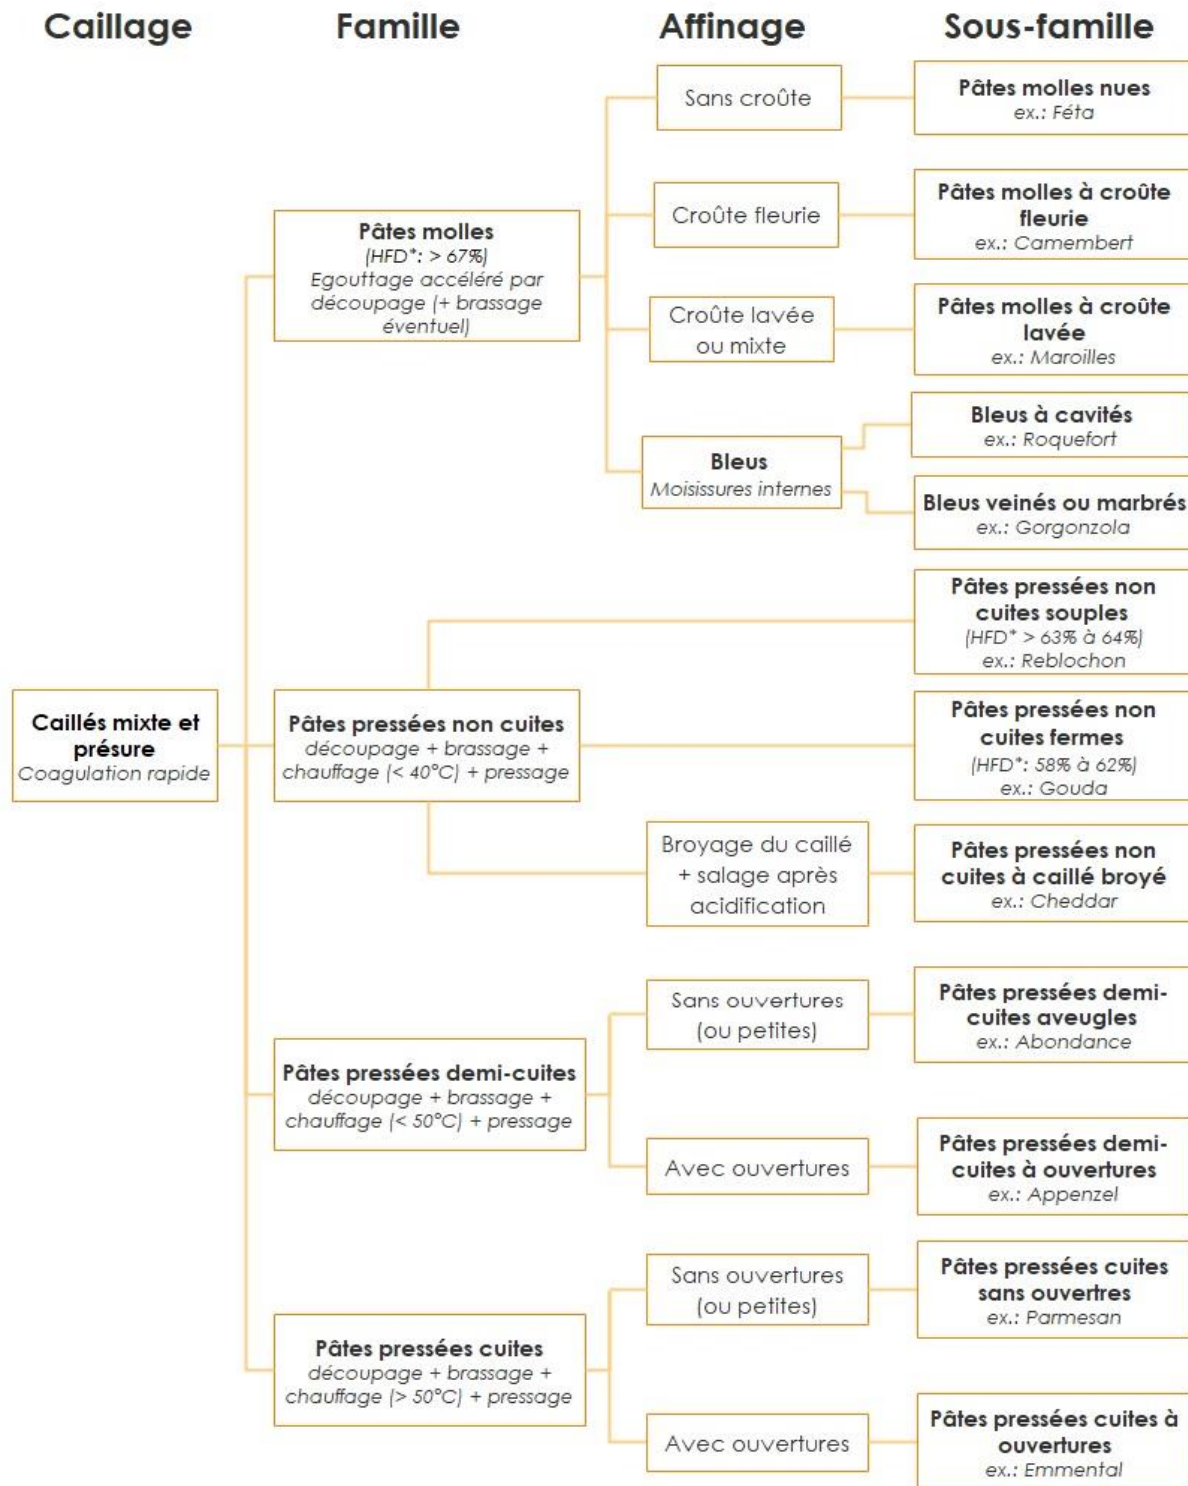 Caillage
Famille
Affinage
Sous-famille
Caillés mixte et
présure
Coagulation rapide
Pâtes molles
(HFD*: > 67%)
Egouttage accéléré par
découpage (+ brassage
éventuel)
Sans croûte
Pâtes molles nues
ex.: Féta
Croûte fleurie
Pâtes molles à croûte
fleurie
ex.: Camembert
Croûte lavée
ou mixte
Pâtes molles à croûte
lavée
ex.: Maroilles
Bleus
Moisissures internes
Bleus à cavités
ex.: Roquefort
Bleus veinés ou marbrés
ex.: Gorgonzola
Pâtes pressées non cuites
découpage + brassage +
chauffage (< 40°C) + pressage
Pâtes pressées non
cuites souples
(HFD* > 63% à 64%)
ex.: Reblochon
Pâtes pressées non
cuites fermes
(HFD*: 58% à 62%)
ex.: Gouda
Broyage du caillé
+ salage après
acidification
Pâtes pressées non
cuites à caillé broyé
ex.: Cheddar
Pâtes pressées demi-cuites
découpage + brassage +
chauffage (< 50°C) + pressage
Sans ouvertures
(ou petites)
Pâtes pressées demi-
cuites aveugles
ex.: Abondance
Avec ouvertures
Pâtes pressées demi-
cuites à ouvertures
ex.: Appenzel
Pâtes pressées cuites
découpage + brassage +
chauffage (> 50°C) + pressage
Sans ouvertures
(ou petites)
Pâtes pressées cuites
sans ouvertres
ex.: Parmesan
Avec ouvertures
Pâtes pressées cuites à
ouvertures
ex.: Emmental